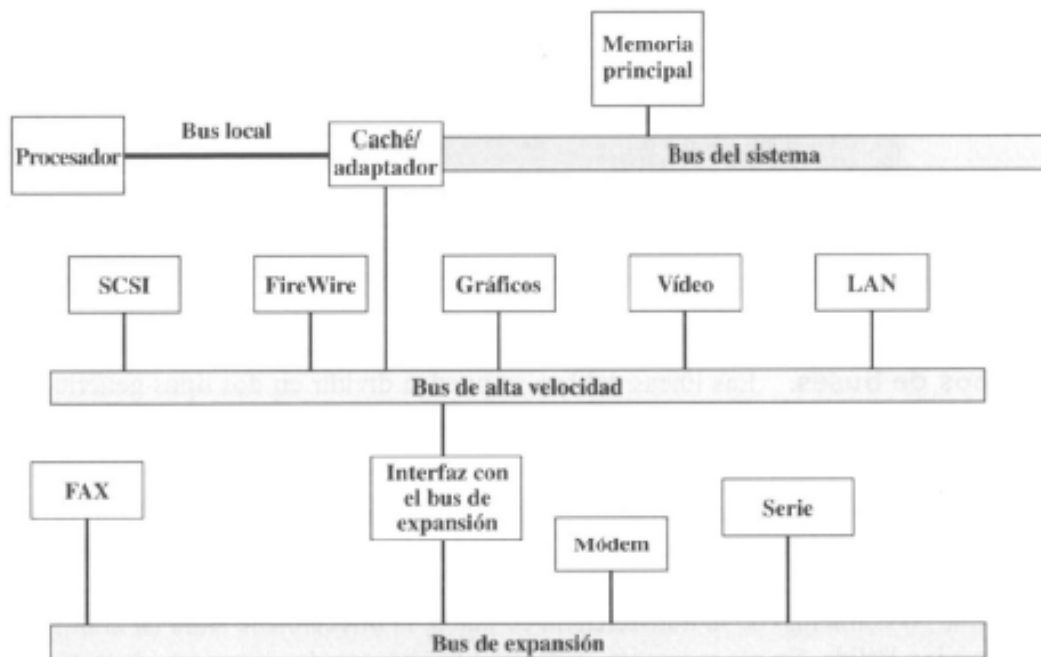 Memoria
principal
Bus local
Procesador
Caché/
adaptador
Bus del sistema
SCSI
FireWire
Gráficos
Vídeo
LAN
Bus de alta velocidad
FAX
Interfaz con
el bus de
expansión
Módem
Serie
Bus de expansión